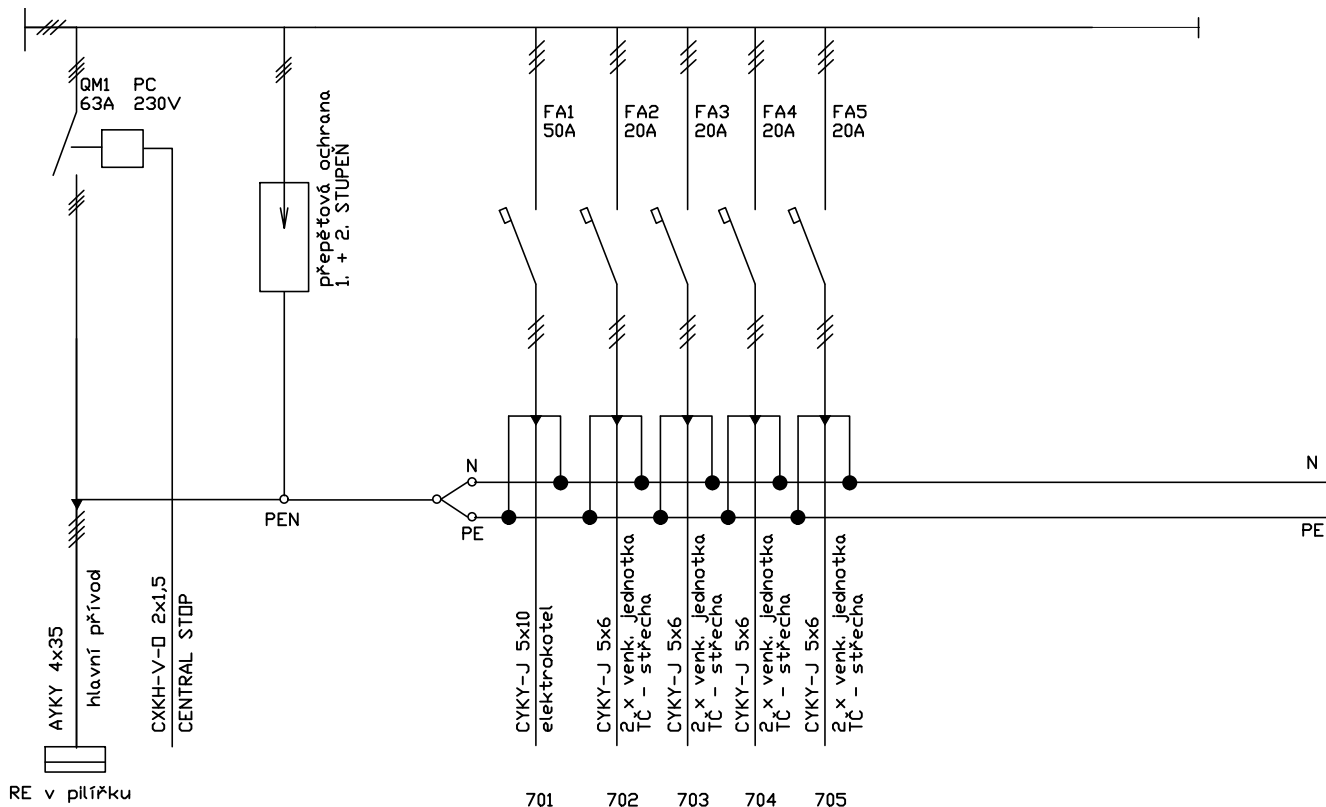 QM1 PC
63A 230V
přepěťová ochrana
1. + 2. STUPEŇ
FA1
50A
FA2
20A
FA3
20A
FA4
20A
FA5
20A
N
N
PEN
PE
PE
AYKY 4x35
hlavní přívod
CXKH-V-O 2x1,5
CENTRAL STOP
CYKY-J 5x10
elektrokotel
CYKY-J 5x6
2 x venk. jednotka
TČ - střecha
CYKY-J 5x6
2 x venk. jednotka
TČ - střecha
CYKY-J 5x6
2 x venk. jednotka
TČ - střecha
CYKY-J 5x6
2 x venk. jednotka
TČ - střecha
RE v pilířku
701 702 703 704 705